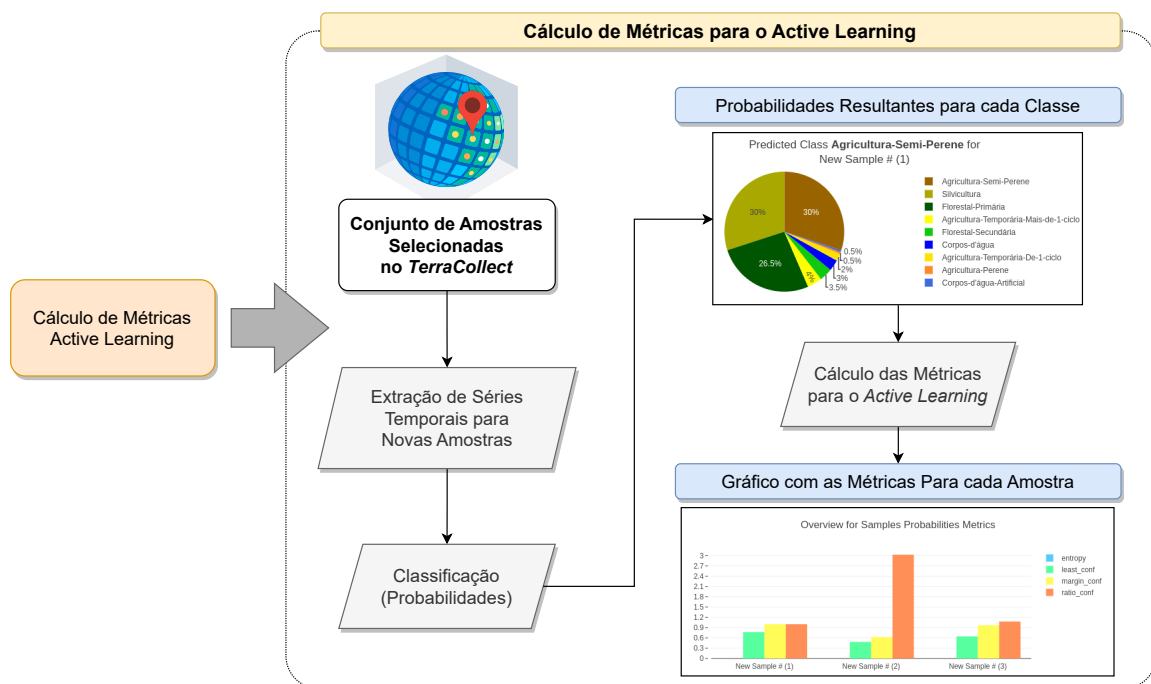 Cálculo de Métricas para o Active Learning
Cálculo de Métricas
Active Learning
Conjunto de Amostras
Selecionadas
no TerraCollect
Extração de Séries
Temporais para
Novas Amostras
Classificação
(Probabilidades)
Probabilidades Resultantes para cada Classe
Predicted Class Agricultura-Semi-Perene for
New Sample # (1)
30%
30%
26.5%
4%
3.5%
3%
2%
0.5%
0.5%
Agricultura-Semi-Perene
Silvicultura
Florestal-Primária
Agricultura-Temporária-Mais-de-1-ciclo
Florestal-Secundária
Corpos-d'água
Agricultura-Temporária-De-1-ciclo
Agricultura-Perene
Corpos-d'água-Artificial
Cálculo das Métricas
para o Active Learning
Gráfico com as Métricas Para cada Amostra
Overview for Samples Probabilities Metrics
3
2.7
2.4
2.1
1.8
1.5
1.2
0.9
0.6
0.3
0
New Sample # (1)
New Sample # (2)
New Sample # (3)
entropy
least_conf
margin_conf
ratio_conf